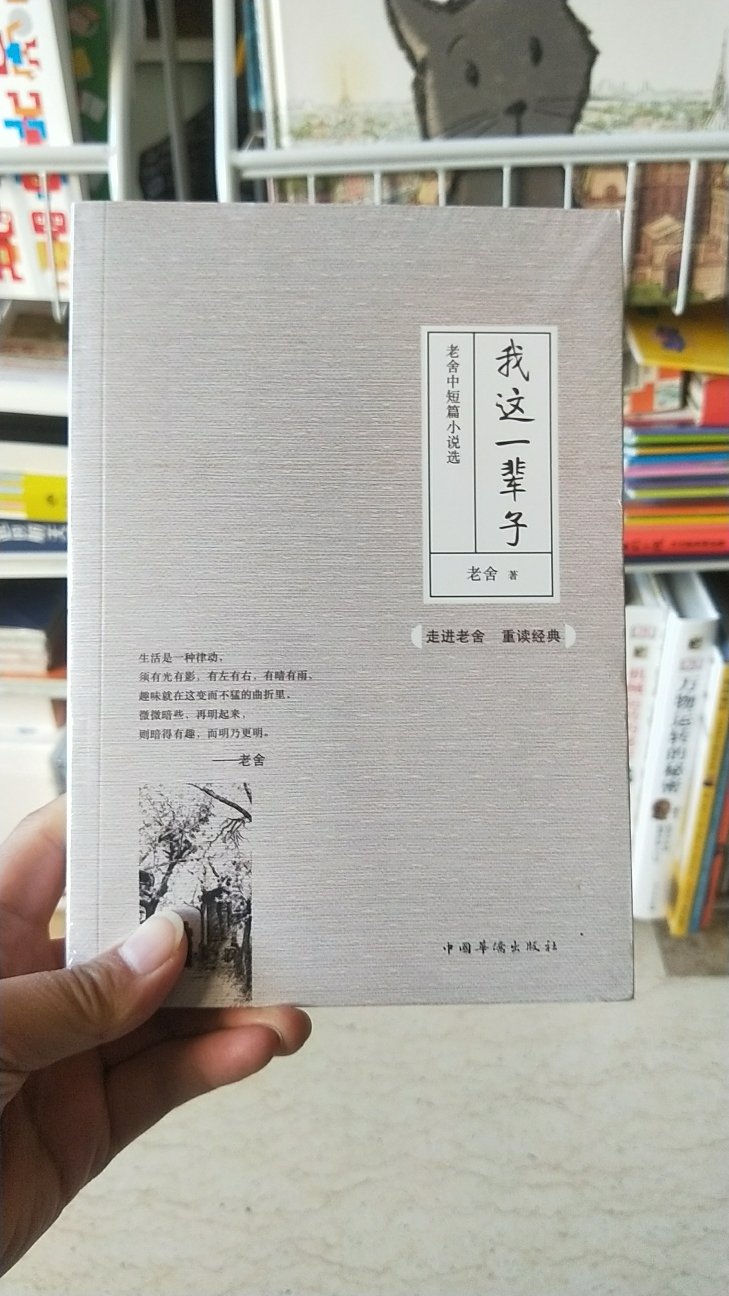 我这一辈子
老舍中短篇小说选
老舍 著
走进老舍 重读经典
生活是一种律动，
须有光有影，有左有右，有晴有雨，
趣味就在这变而不猛的曲折里。
微微暗些，再明起来，
则暗得有趣，而明乃更明。
——老舍
中国华侨出版社
万物运转的秘密